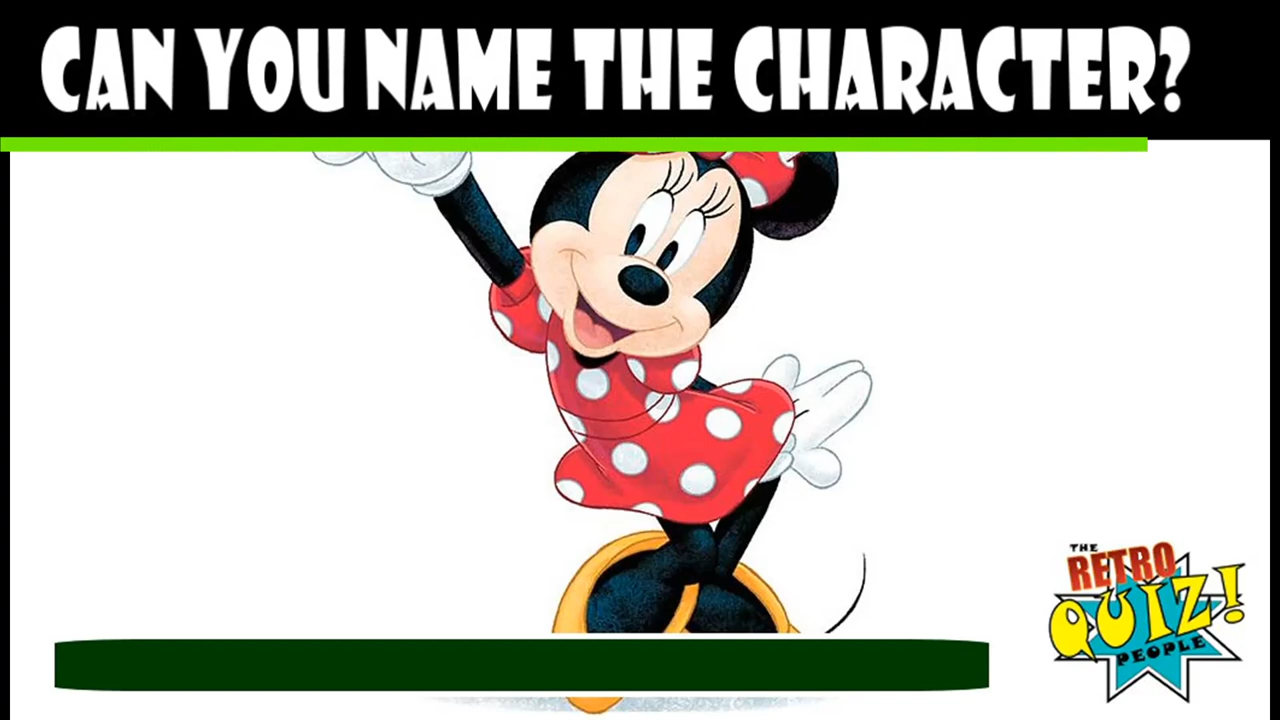 CAN YOU NAME THE CHARACTER?
THE
RETRO
QUIZ!
PEOPLE